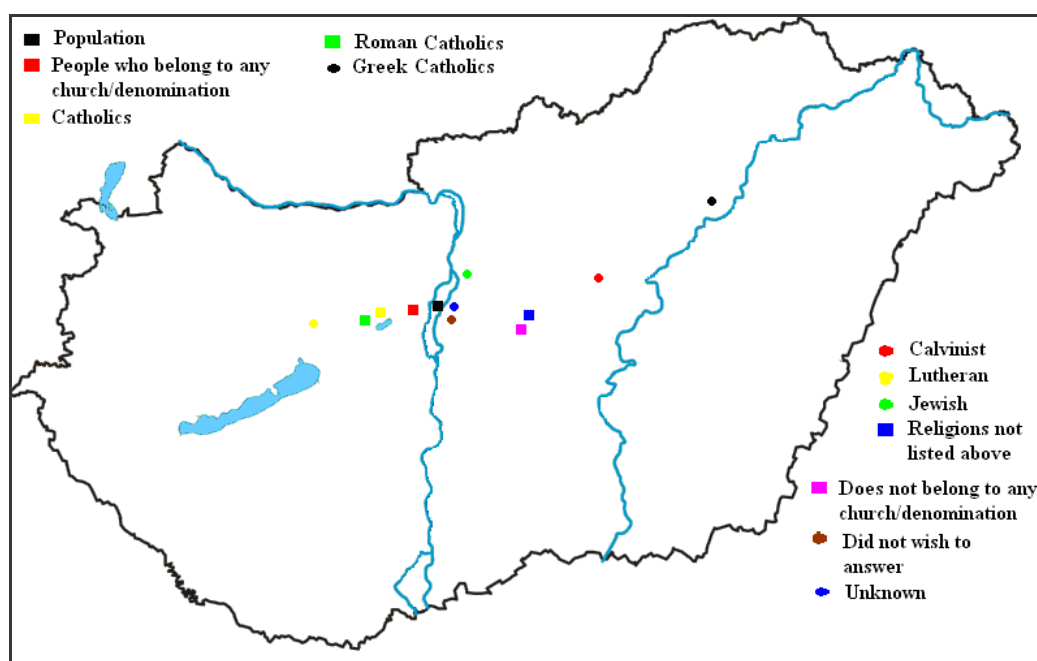 Population
People who belong to any
church/denomination
Catholics
Roman Catholics
Greek Catholics
Calvinist
Lutheran
Jewish
Religions not
listed above
Does not belong to any
church/denomination
Did not wish to
answer
Unknown